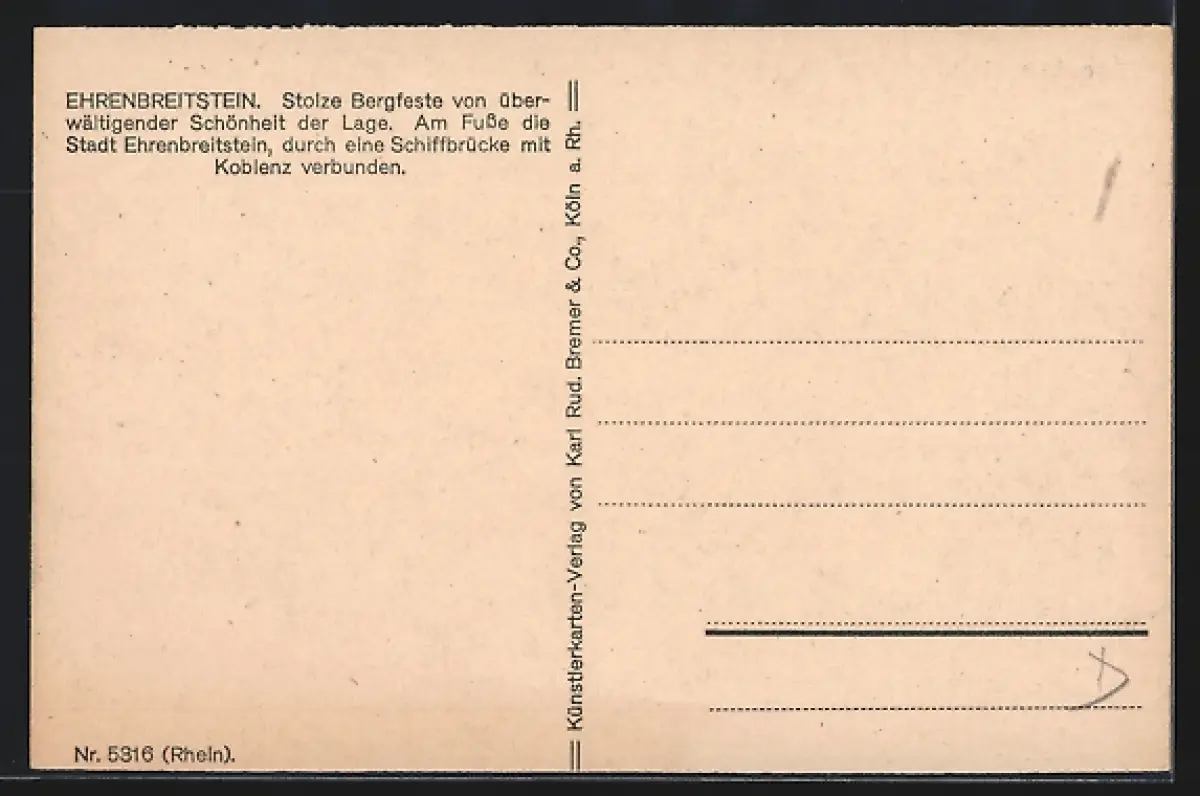 EHRENBREITSTEIN. Stolze Bergfeste von über-
wältigender Schönheit der Lage. Am Fuße die
Stadt Ehrenbreitstein, durch eine Schiffbrücke mit
Koblenz verbunden.
Künstlerkarten-Verlag von Karl Rud. Bremer & Co., Köln a. Rh.
Nr. 5316 (Rhein).
D